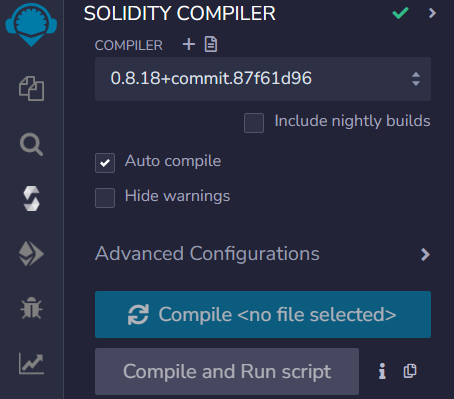 SOLIDITY COMPILER
COMPILER
0.8.18+commit.87f61d96
Include nightly builds
Auto compile
Hide warnings
Advanced Configurations
Compile <no file selected>
Compile and Run script